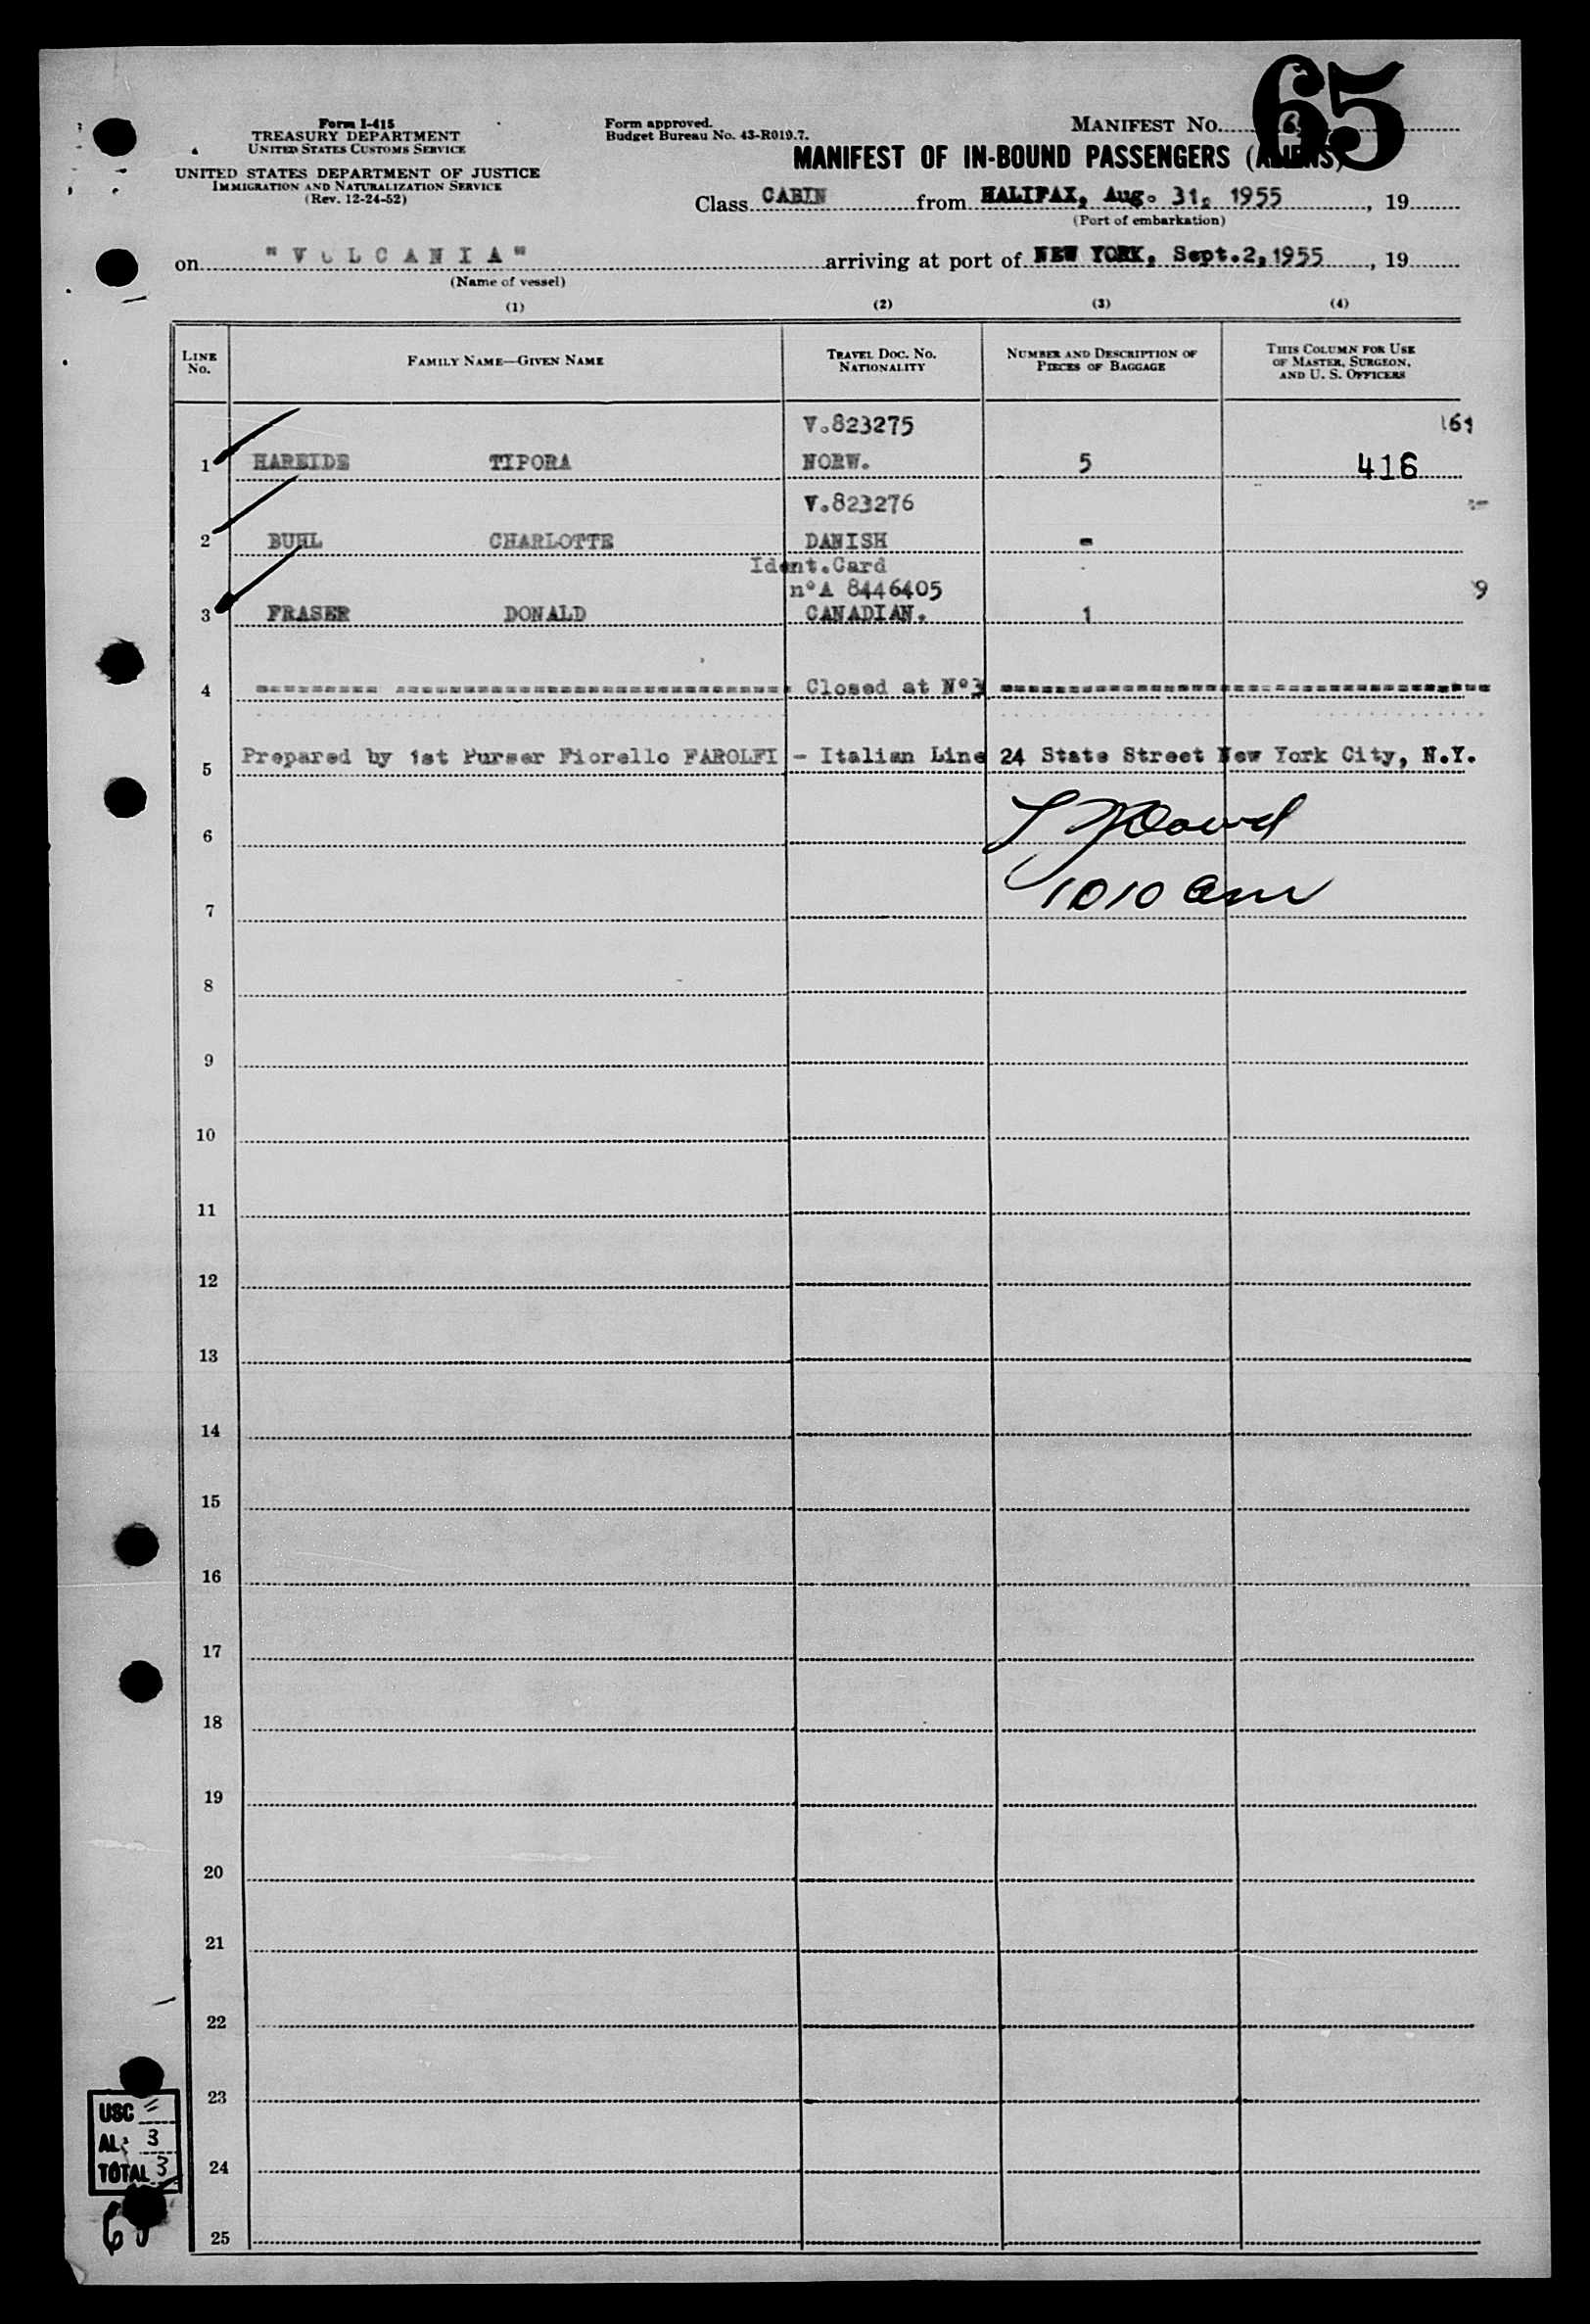 65
Form I-415
TREASURY DEPARTMENT
UNITED STATES CUSTOMS SERVICE
UNITED STATES DEPARTMENT OF JUSTICE
IMMIGRATION AND NATURALIZATION SERVICE
(Rev. 12-24-52)
Form approved.
Budget Bureau No. 43-R019.7.
MANIFEST NO.
MANIFEST OF IN-BOUND PASSENGERS (ALIENS)
Class CABIN from HALIFAX, Aug. 31, 1955, 19
(Port of embarkation)
on "VULCANIA" arriving at port of NEW YORK, Sept.2,1955, 19
(Name of vessel)
(1) (2) (3) (4)
LINE NO. FAMILY NAME—GIVEN NAME TRAVEL DOC. NO. NATIONALITY NUMBER AND DESCRIPTION OF PIECES OF BAGGAGE THIS COLUMN FOR USE OF MASTER, SURGEON, AND U. S. OFFICERS
V.823275
1 HAREIDE TIPORA NORW. 5 416
V.823276
2 BUHL CHARLOTTE DANISH -
Ident.Card
n°A 8446405 9
3 FRASER DONALD CANADIAN. 1
4 ========= ============================= Closed at N°3 ====================================
5 Prepared by 1st Purser Fiorello FAROLFI - Italian Line 24 State Street New York City, N.Y.
6
7 1010 am
8
9
10
11
12
13
14
15
16
17
18
19
20
21
22
23
24
25
USC =
AL: 3
TOTAL 3